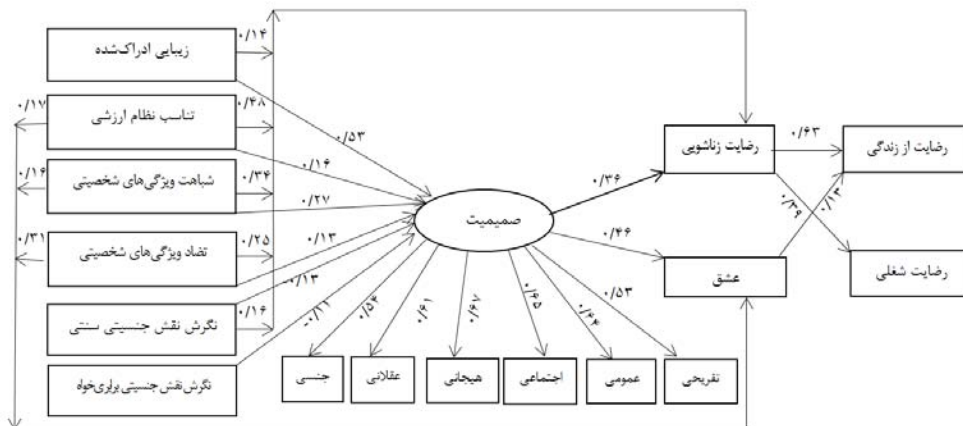 زیبایی ادراک‌شده
۰/۱۴
تناسب نظام ارزشی
۰/۱۷
۰/۴۸
۰/۵۳
شباهت ویژگی‌های شخصیتی
۰/۱۶
۰/۳۴
۰/۱۶
۰/۲۷
تضاد ویژگی‌های شخصیتی
۰/۳۱
۰/۲۵
۰/۱۳
نگرش نقش جنسیتی سنتی
۰/۱۶
-۰/۱۳
نگرش نقش جنسیتی برابری‌خواه
صمیمیت
۰/۳۶
۰/۴۶
رضایت زناشویی
۰/۶۳
رضایت از زندگی
۰/۳۹
۰/۱۳
عشق
رضایت شغلی
۰/۵۴
۰/۶۱
۰/۶۷
۰/۶۵
۰/۴۴
۰/۵۳
جنسی
عقلانی
هیجانی
اجتماعی
عمومی
تفریحی